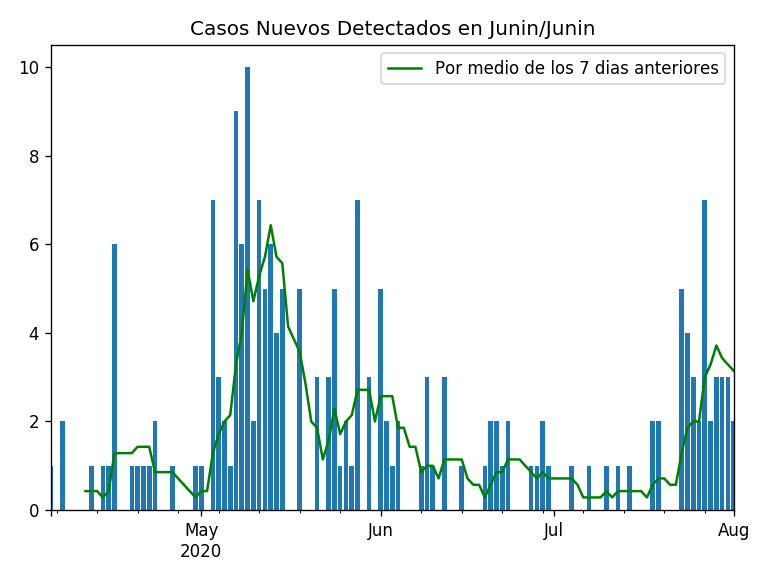 Casos Nuevos Detectados en Junin/Junin
Por medio de los 7 dias anteriores
10
8
6
4
2
0
May
2020
Jun
Jul
Aug